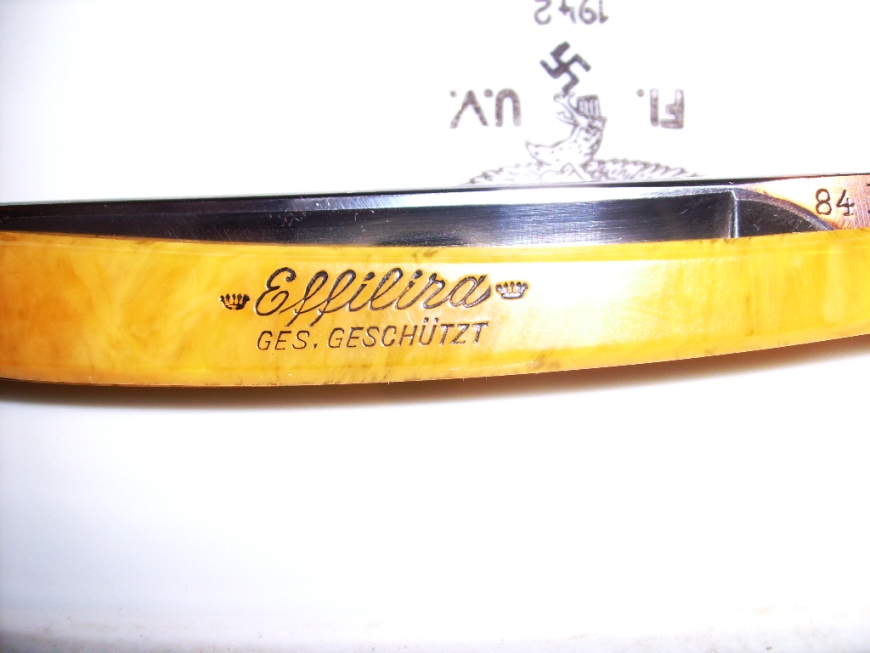 1942
Fl. U.V.
84
Effilira
GES. GESCHÜTZT